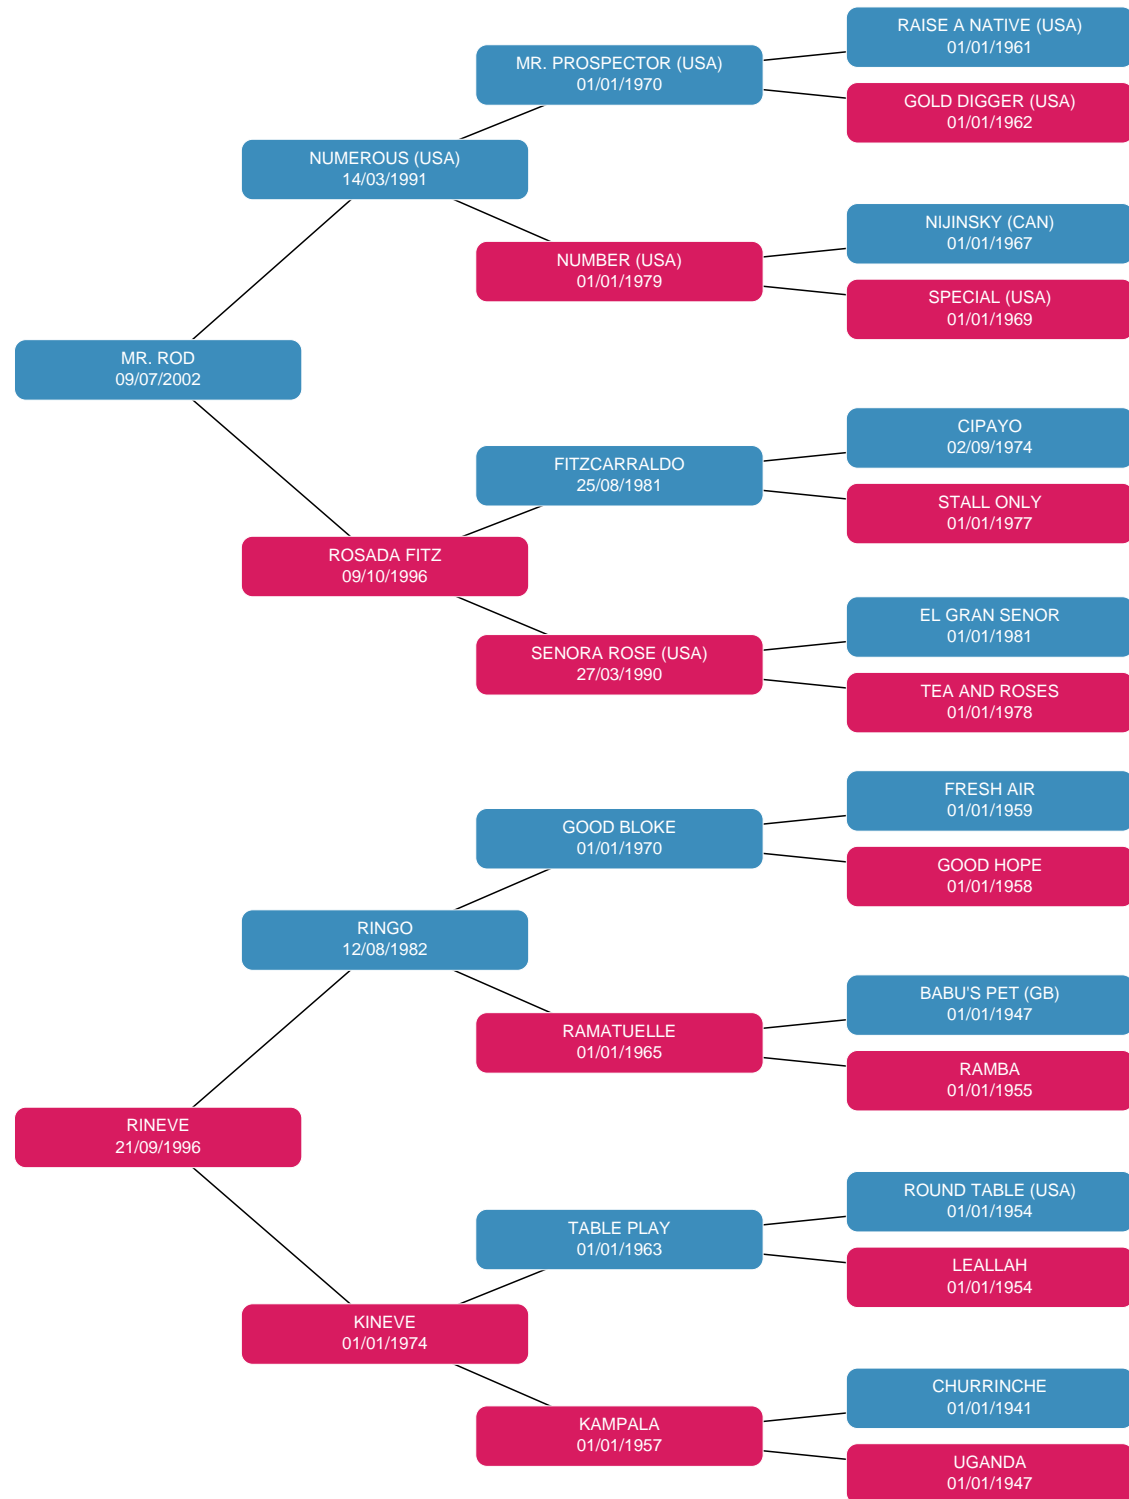 RAISE A NATIVE (USA)
01/01/1961
MR. PROSPECTOR (USA)
01/01/1970
GOLD DIGGER (USA)
01/01/1962
NUMEROUS (USA)
14/03/1991
NIJINSKY (CAN)
01/01/1967
NUMBER (USA)
01/01/1979
SPECIAL (USA)
01/01/1969
MR. ROD
09/07/2002
CIPAYO
02/09/1974
FITZCARRALDO
25/08/1981
STALL ONLY
01/01/1977
ROSADA FITZ
09/10/1996
EL GRAN SENOR
01/01/1981
SENORA ROSE (USA)
27/03/1990
TEA AND ROSES
01/01/1978
FRESH AIR
01/01/1959
GOOD BLOKE
01/01/1970
GOOD HOPE
01/01/1958
RINGO
12/08/1982
BABU'S PET (GB)
01/01/1947
RAMATUELLE
01/01/1965
RAMBA
01/01/1955
RINEVE
21/09/1996
ROUND TABLE (USA)
01/01/1954
TABLE PLAY
01/01/1963
LEALLAH
01/01/1954
KINEVE
01/01/1974
CHURRINCHE
01/01/1941
KAMPALA
01/01/1957
UGANDA
01/01/1947